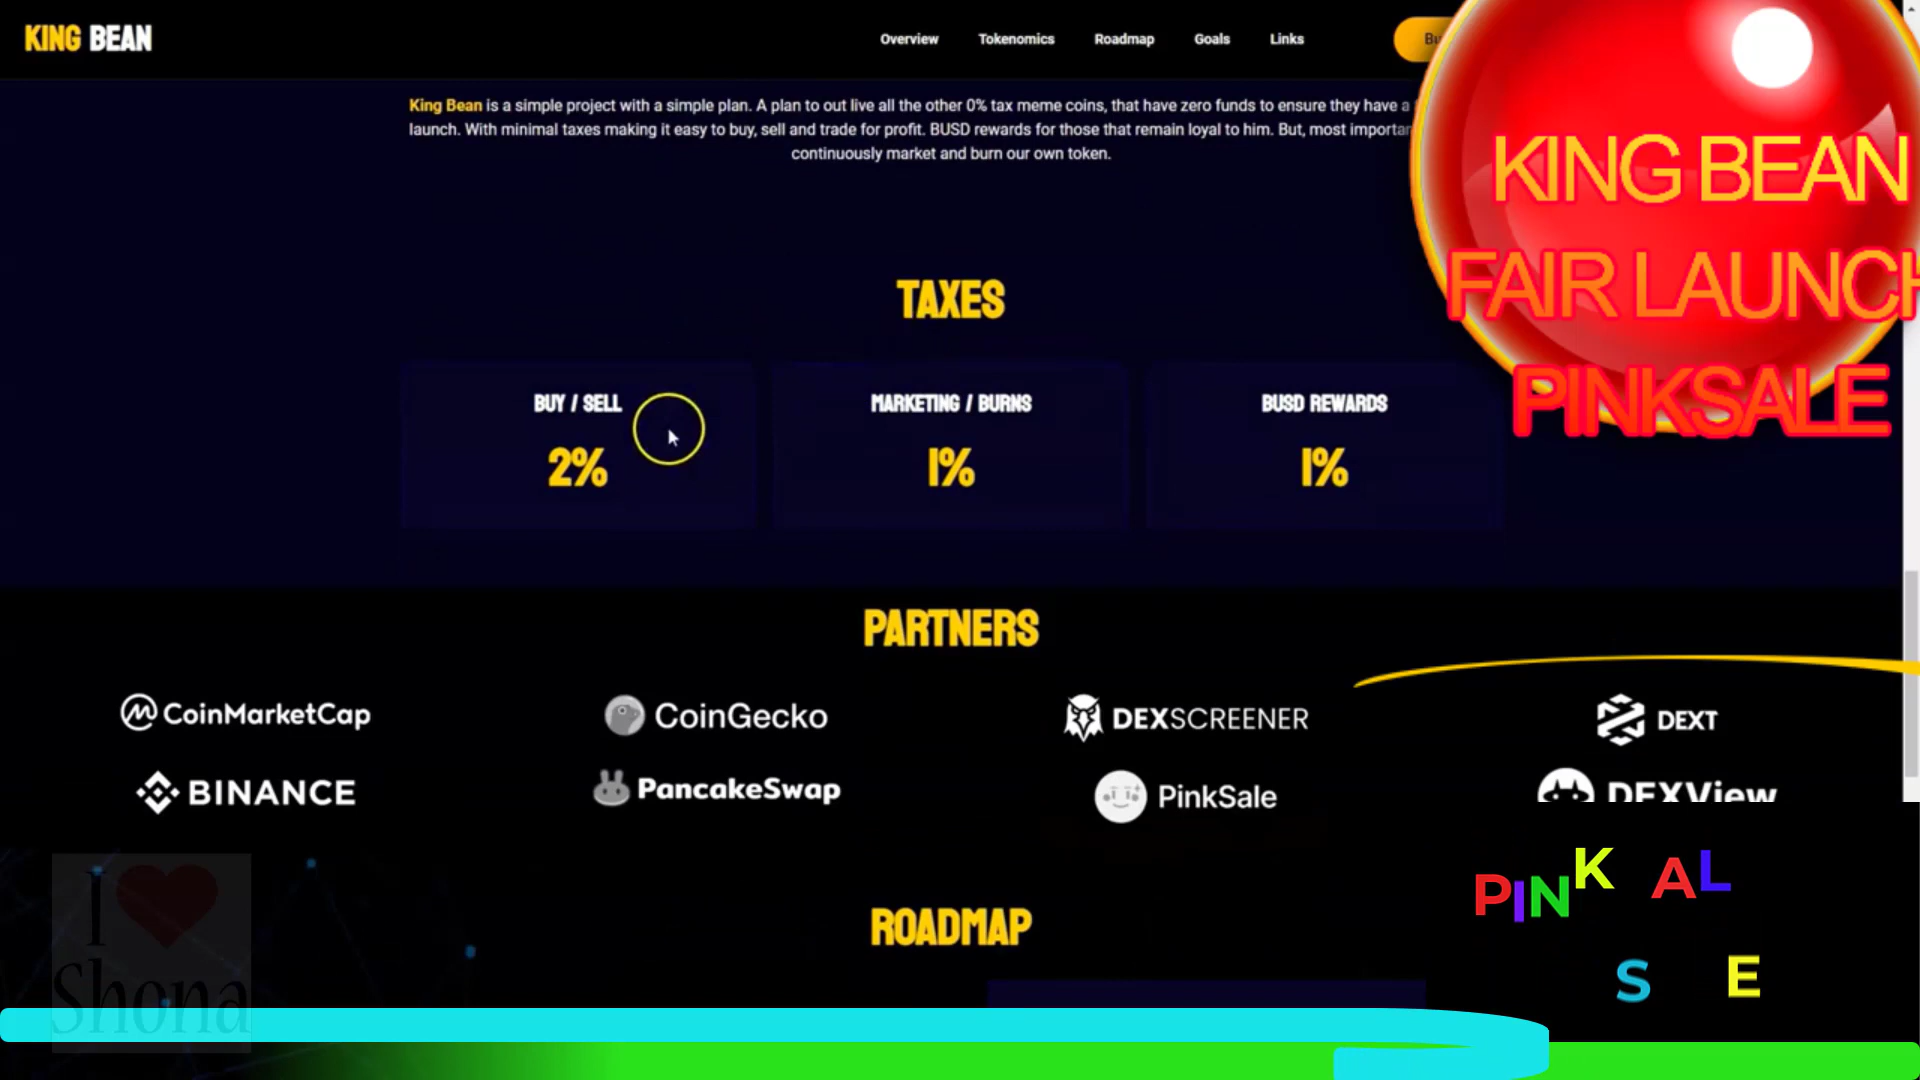 KING BEAN
Overview
Tokenomics
Roadmap
Goals
Links
King Bean is a simple project with a simple plan. A plan to out live all the other 0% tax meme coins, that have zero funds to ensure they have a
launch. With minimal taxes making it easy to buy, sell and trade for profit. BUSD rewards for those that remain loyal to him. But, most
continuously market and burn our own token.
KING BEAN
FAIR LAUNCH
PINKSALE
TAXES
BUY / SELL
2%
MARKETING / BURNS
1%
BUSD REWARDS
1%
PARTNERS
CoinMarketCap
CoinGecko
DEXSCREENER
DEXT
BINANCE
PancakeSwap
PinkSale
DEXView
ROADMAP
PINK AL
S E
I
Shona